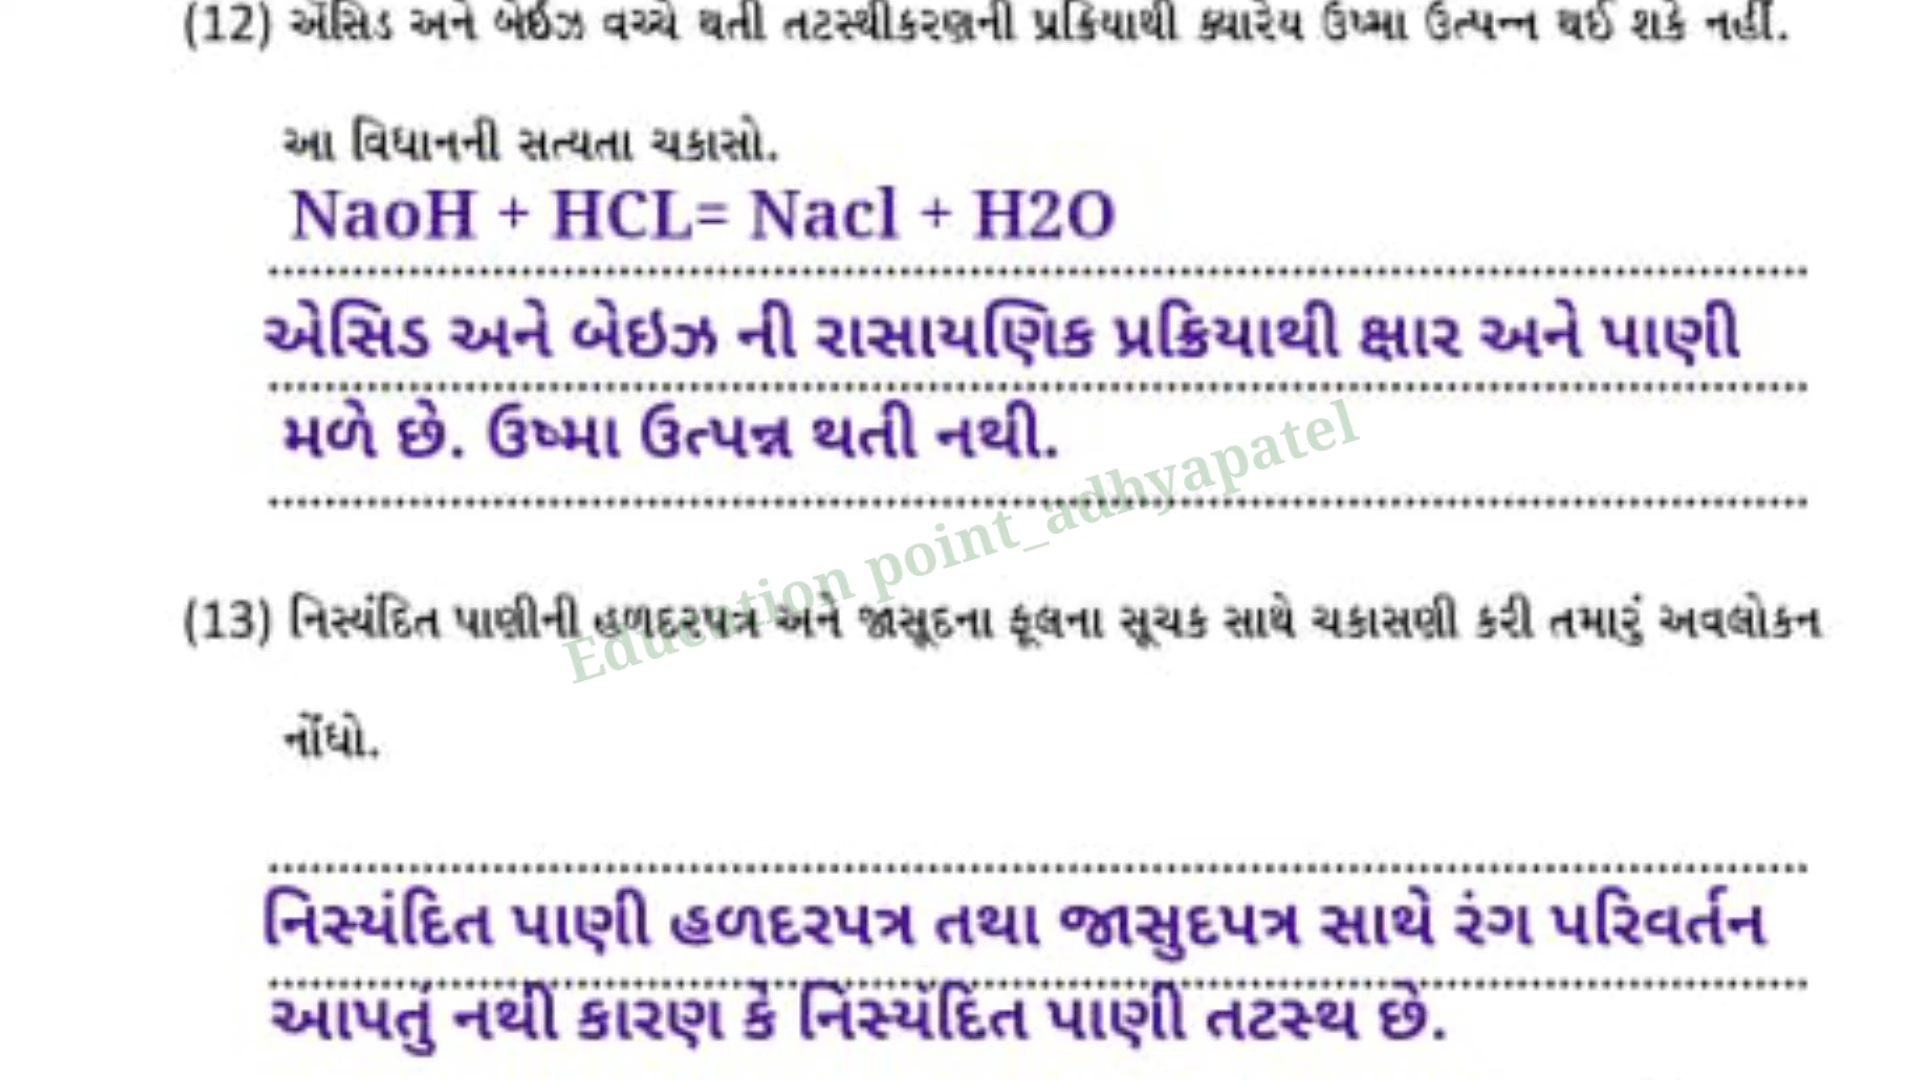 (12) ઍસિડ અને બેઈઝ વચ્ચે થતી તટસ્થીકરણની પ્રક્રિયાથી ક્યારેય ઉષ્મા ઉત્પન્ન થઈ શકે નહીં.
આ વિધાનની સત્યતા ચકાસો.
NaoH + HCL= Nacl + H2O
એસિડ અને બેઇઝ ની રાસાયણિક પ્રક્રિયાથી ક્ષાર અને પાણી
મળે છે. ઉષ્મા ઉત્પન્ન થતી નથી.
Education point_adhyapatel
(13) નિસ્યંદિત પાણીની હળદરપત્ર અને જાસૂદના ફૂલના સૂચક સાથે ચકાસણી કરી તમારું અવલોકન
નોંધો.
નિસ્યંદિત પાણી હળદરપત્ર તથા જાસુદપત્ર સાથે રંગ પરિવર્તન
આપતું નથી કારણ કે નિસ્યંદિત પાણી તટસ્થ છે.